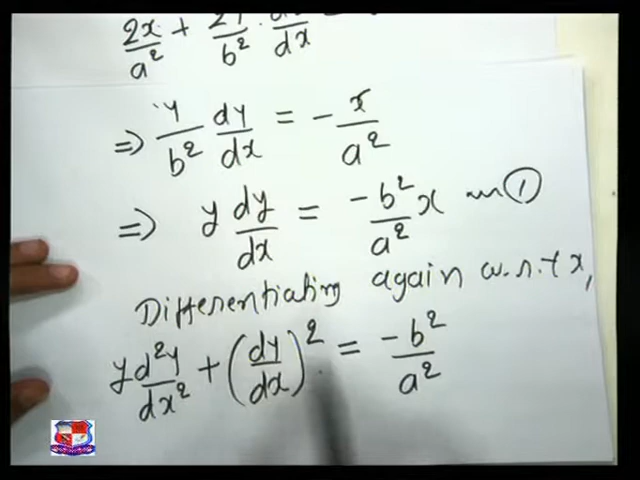 2x/a² + 2y/b² · d/dx
⇒ y/b² dy/dx = - x/a²
⇒ y dy/dx = -b²/a² x ①
Differentiating again w.r.t x,
y d²y/dx² + (dy/dx)² = -b²/a²